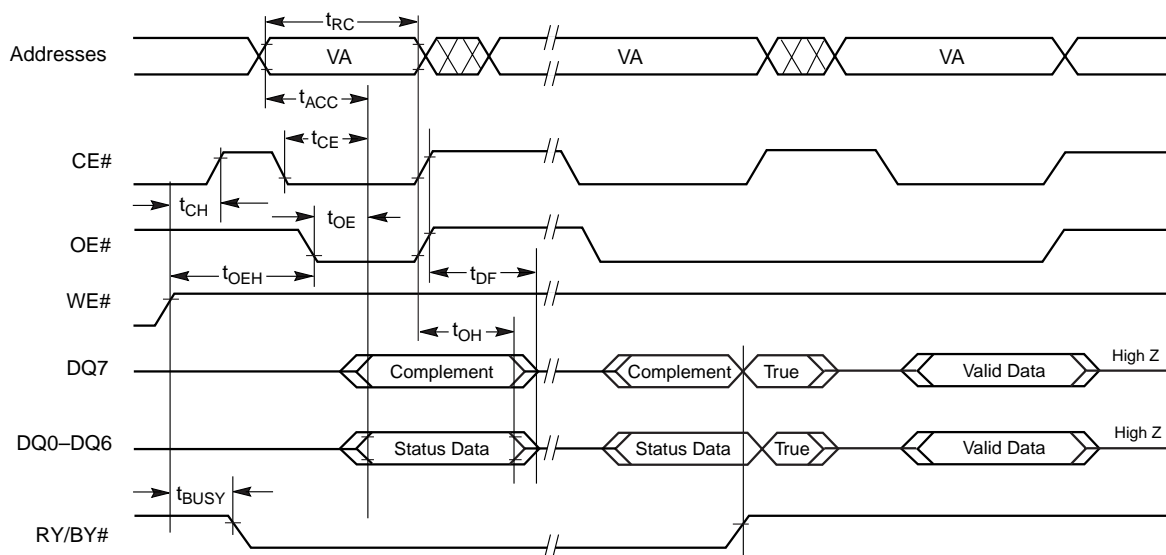 tRC
Addresses VA VA VA
tACC
tCE
CE#
tCH tOE
OE#
tOEH tDF
WE#
tOH
DQ7 Complement Complement True Valid Data High Z
DQ0–DQ6 Status Data Status Data True Valid Data High Z
tBUSY
RY/BY#